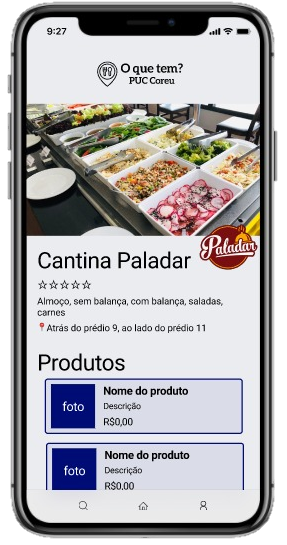 9:27
O que tem?
PUC Coreu
Paladar
Cantina Paladar
Almoço, sem balança, com balança, saladas,
carnes
Atrás do prédio 9, ao lado do prédio 11
Produtos
foto
Nome do produto
Descrição
R$0,00
foto
Nome do produto
Descrição
R$0,00